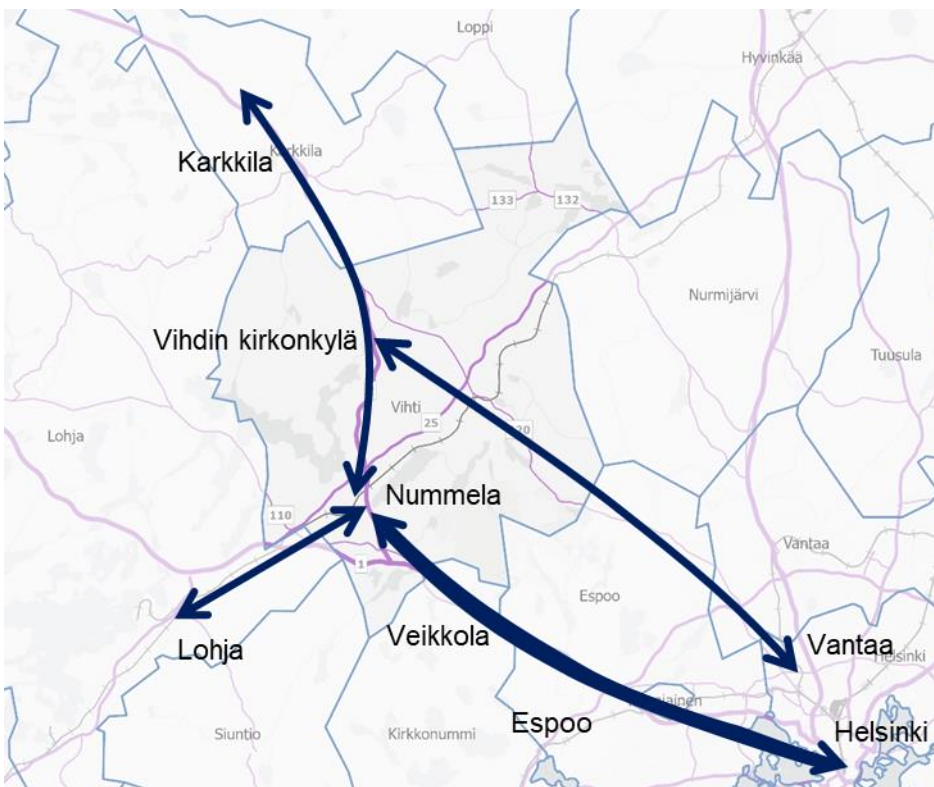 Loppi
Hyvinkää
Karkkila
Karkkila
133
132
Nurmijärvi
Vihdin kirkonkylä
Tuusula
Vihti
25
Lohja
120
Nummela
110
Vantaa
1
Espoo
Veikkola
Lohja
Vantaa
Helsinki
Siuntio
Kirkkonummi
Espoo
Helsinki